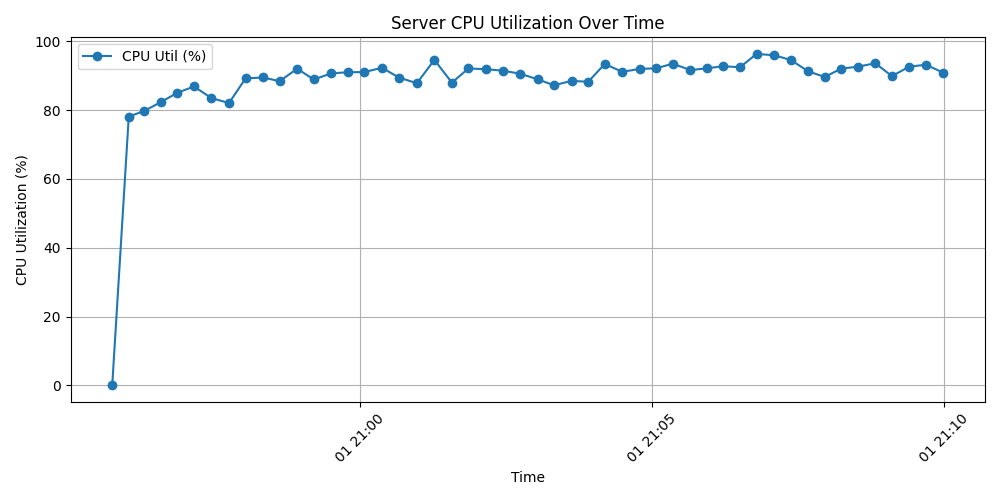 Server CPU Utilization Over Time
CPU Util (%)
CPU Utilization (%)
100
80
60
40
20
0
01 21:00
01 21:05
01 21:10
Time